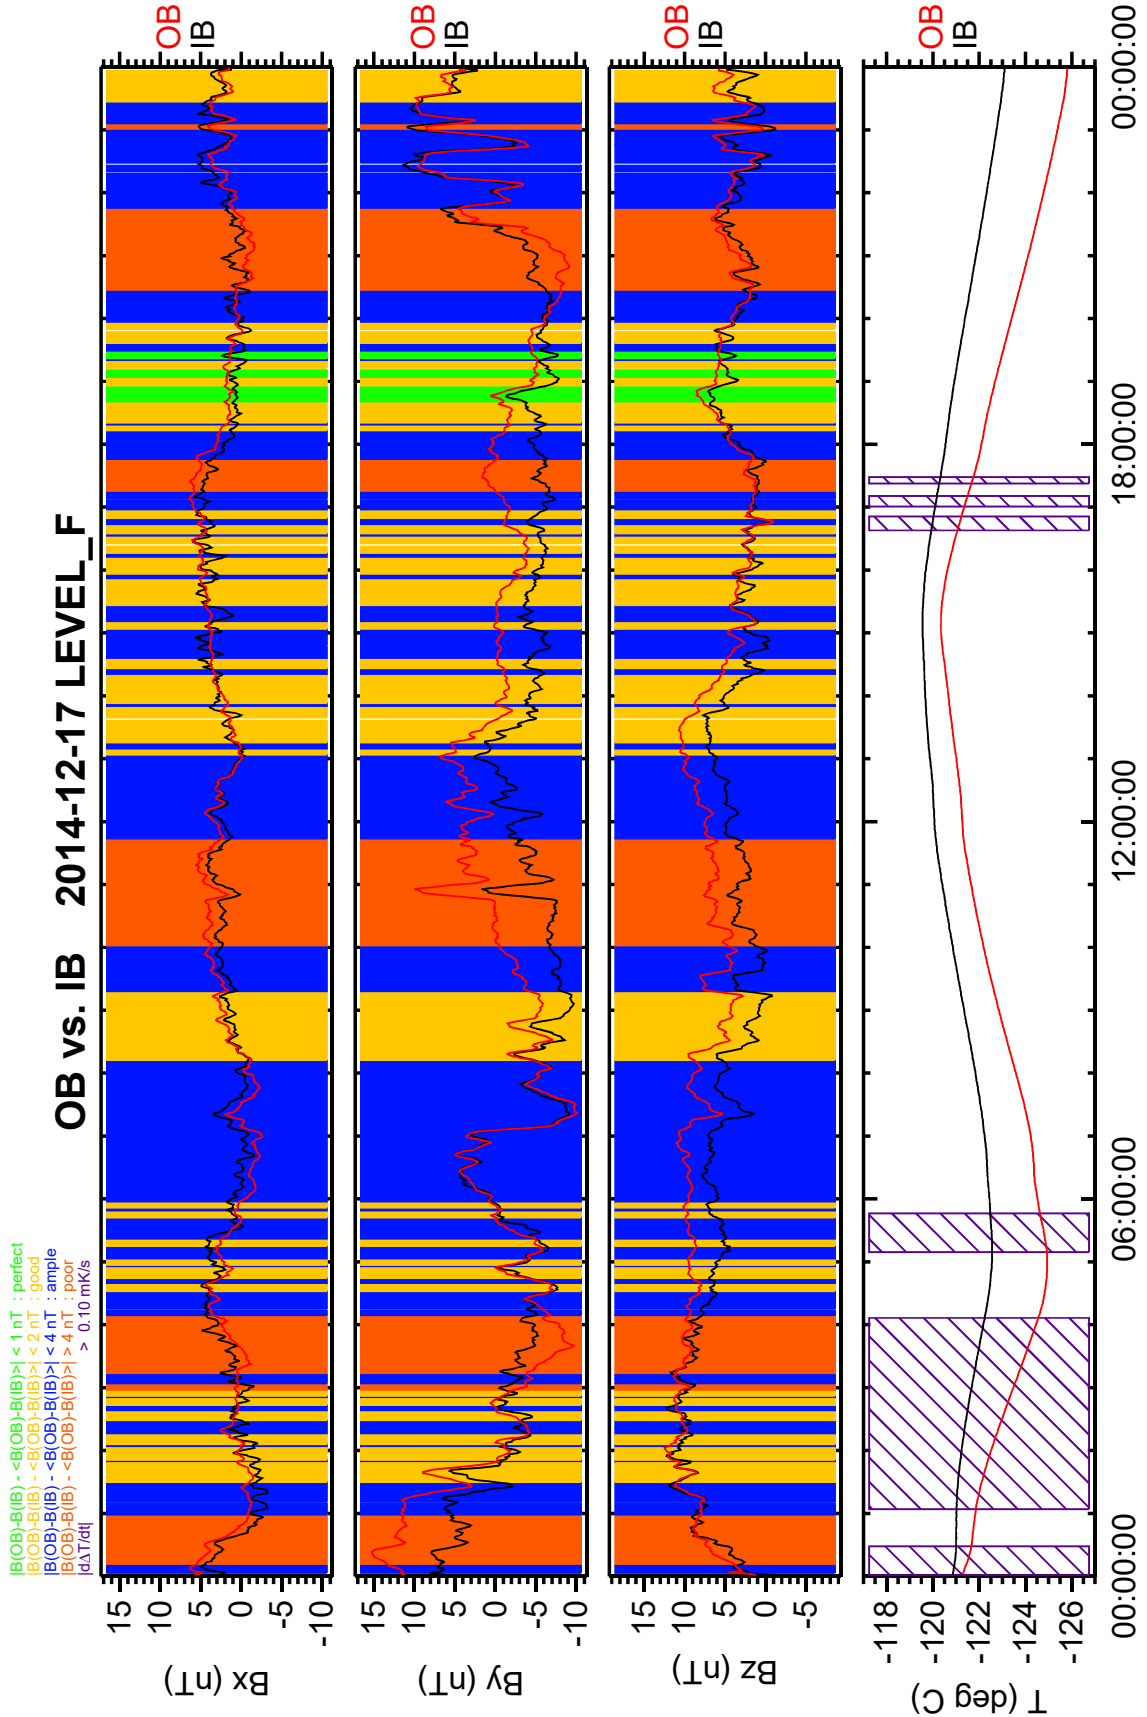 OB vs. IB 2014-12-17 LEVEL_F
|B(OB)-B(IB) - <B(OB)-B(IB)>| < 1 nT : perfect
|B(OB)-B(IB) - <B(OB)-B(IB)>| < 2 nT : good
|B(OB)-B(IB) - <B(OB)-B(IB)>| < 4 nT : ample
|B(OB)-B(IB) - <B(OB)-B(IB)>| > 4 nT : poor
|dΔT/dt| > 0.10 mK/s
Bx (nT)
15
10
5
0
-5
-10
OB
IB
By (nT)
15
10
5
0
-5
-10
OB
IB
Bz (nT)
15
10
5
0
-5
OB
IB
T (deg C)
-118
-120
-122
-124
-126
OB
IB
00:00:00 06:00:00 12:00:00 18:00:00 00:00:00